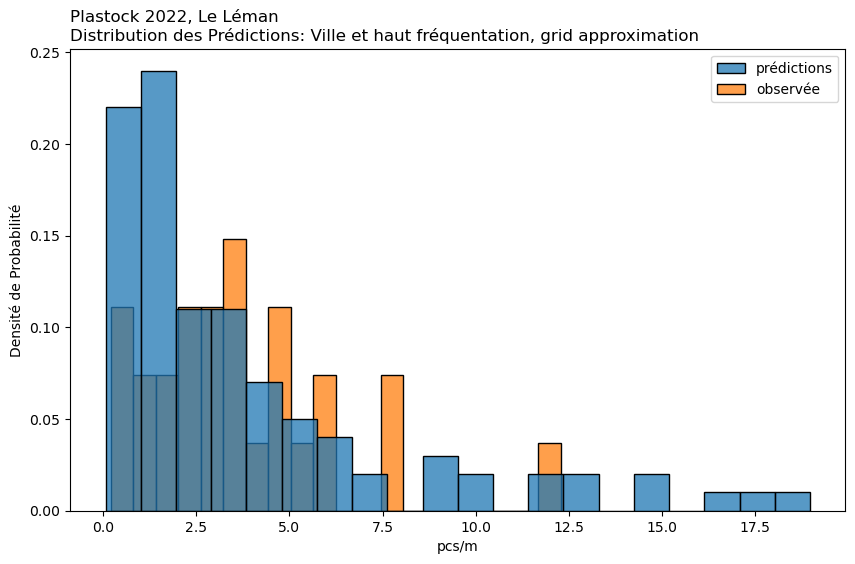 Plastock 2022, Le Léman
Distribution des Prédictions: Ville et haut fréquentation, grid approximation
prédictions
observée
Densité de Probabilité
0.25
0.20
0.15
0.10
0.05
0.00
0.0 2.5 5.0 7.5 10.0 12.5 15.0 17.5
pcs/m